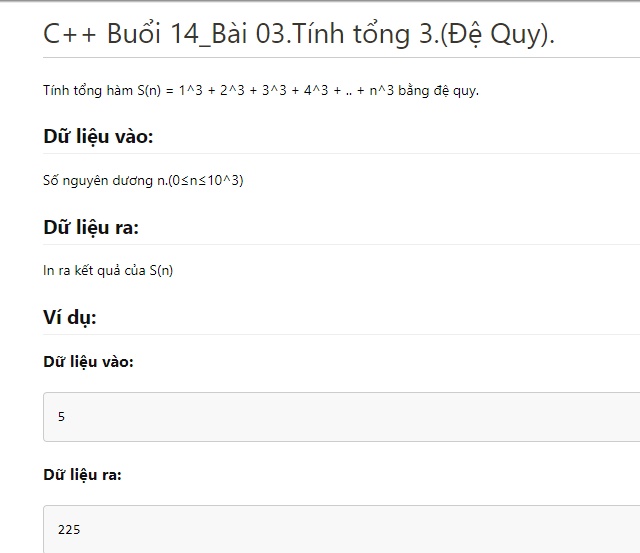 C++ Buổi 14_Bài 03.Tính tổng 3.(Đệ Quy).
Tính tổng hàm S(n) = 1^3 + 2^3 + 3^3 + 4^3 + .. + n^3 bằng đệ quy.
Dữ liệu vào:
Số nguyên dương n.(0≤n≤10^3)
Dữ liệu ra:
In ra kết quả của S(n)
Ví dụ:
Dữ liệu vào:
5
Dữ liệu ra:
225